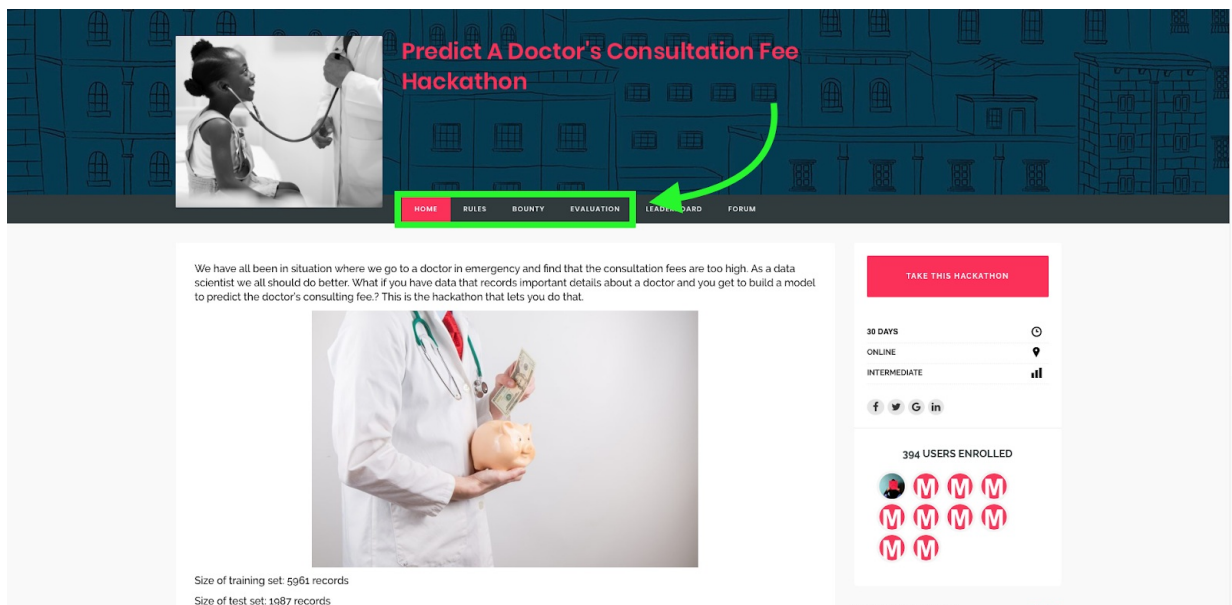 Predict A Doctor's Consultation Fee
Hackathon
HOME RULES BOUNTY EVALUATION LEADERBOARD FORUM
We have all been in situation where we go to a doctor in emergency and find that the consultation fees are too high. As a data
scientist we all should do better. What if you have data that records important details about a doctor and you get to build a model
to predict the doctor's consulting fee.? This is the hackathon that lets you do that.
Size of training set: 5961 records
Size of test set: 1987 records
TAKE THIS HACKATHON
30 DAYS
ONLINE
INTERMEDIATE
f G in
394 USERS ENROLLED
M M M
M M M M
M M